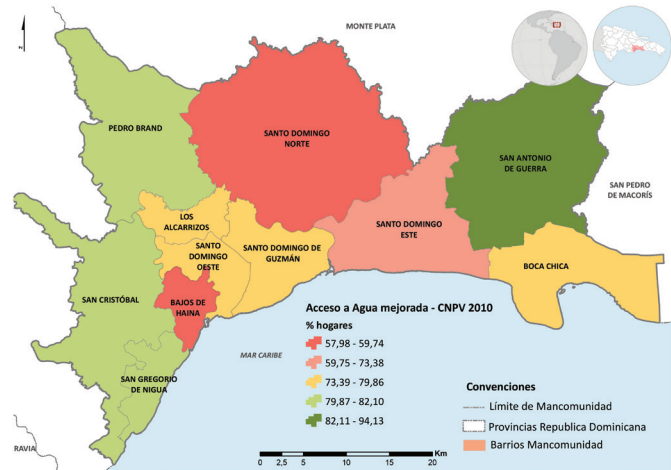 MONTE PLATA
PEDRO BRAND
SANTO DOMINGO
NORTE
SAN ANTONIO
DE GUERRA
SAN PEDRO
DE MACORÍS
LOS
ALCARRIZOS
SANTO
DOMINGO
OESTE
SANTO DOMINGO DE
GUZMÁN
SANTO DOMINGO
ESTE
BOCA CHICA
SAN CRISTÓBAL
BAJOS DE
HAINA
SAN GREGORIO
DE NIGUA
MAR CARIBE
RAVIA
Acceso a Agua mejorada - CNPV 2010
% hogares
57,98 - 59,74
59,75 - 73,38
73,39 - 79,86
79,87 - 82,10
82,11 - 94,13
Convenciones
Límite de Mancomunidad
Provincias Republica Dominicana
Barrios Mancomunidad
Km
0 2,5 5 10 15 20